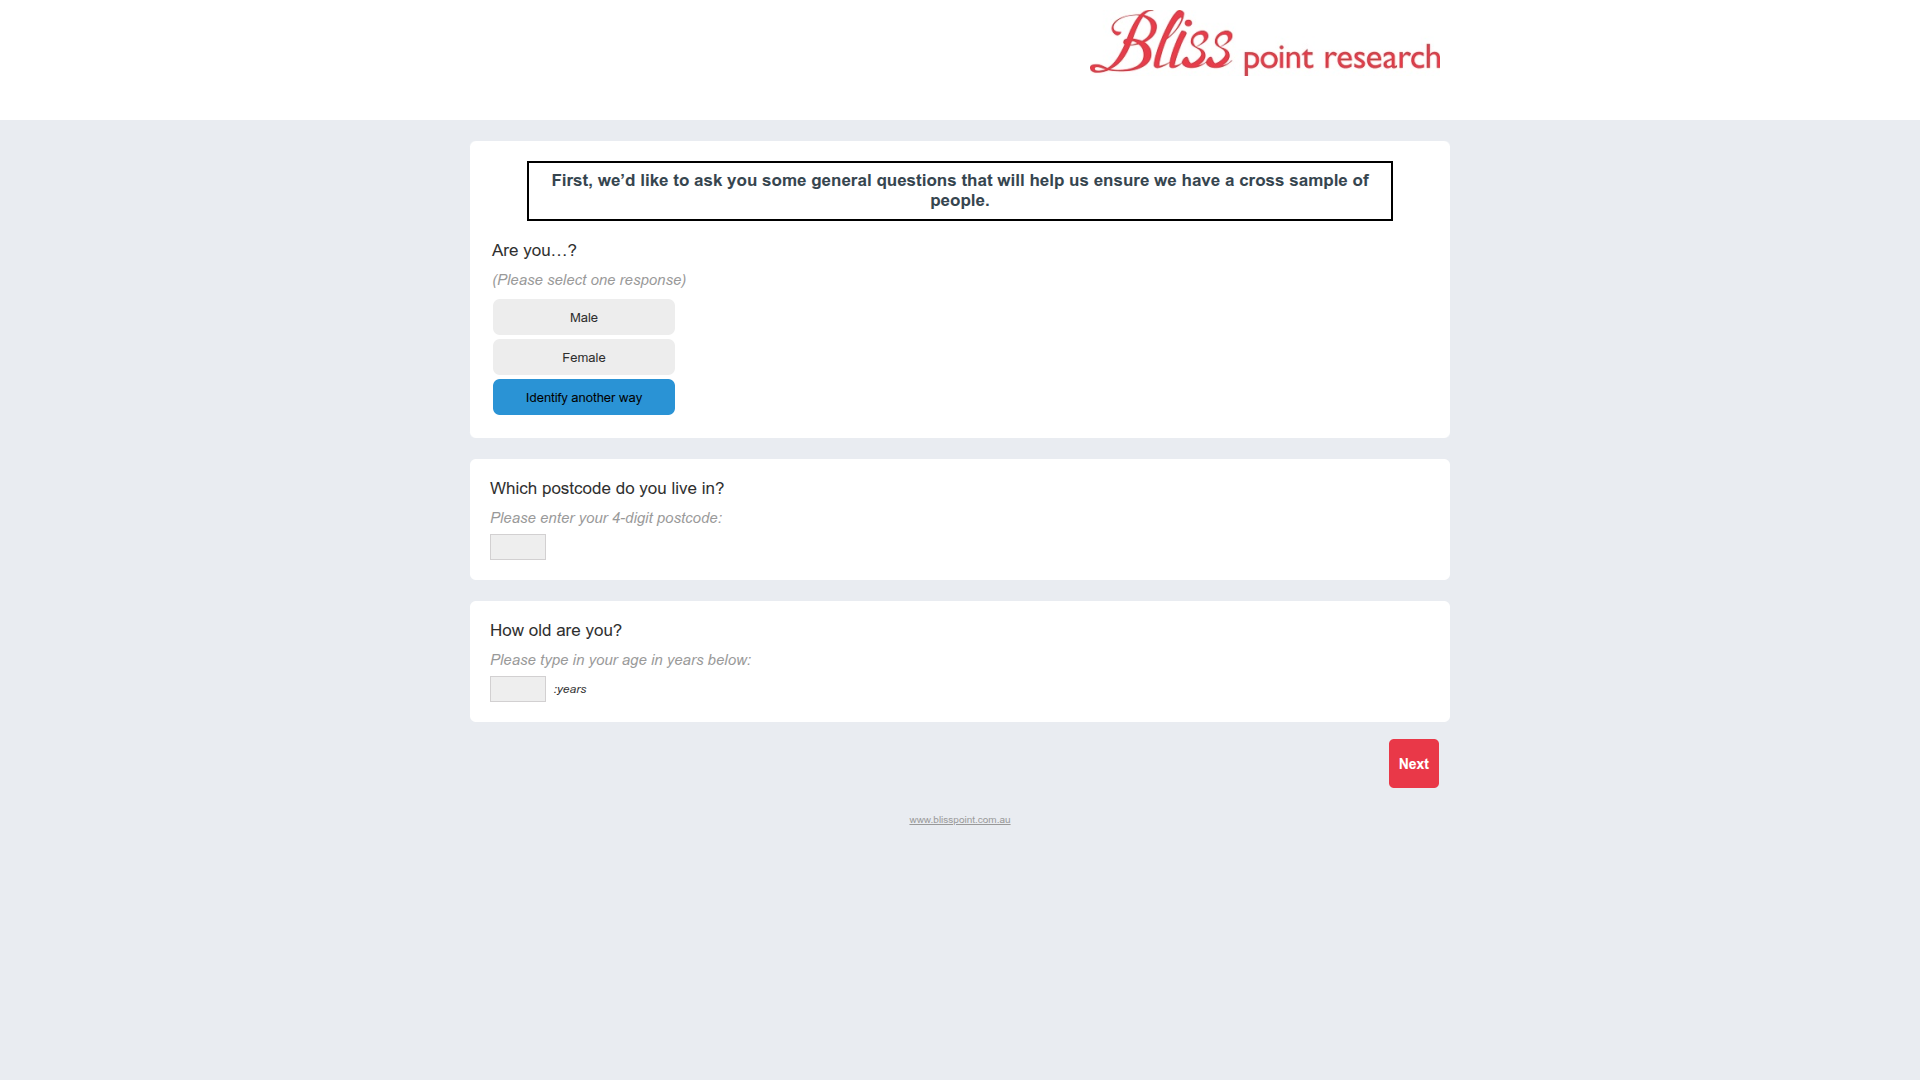 Bliss point research
First, we’d like to ask you some general questions that will help us ensure we have a cross sample of
people.
Are you…?
(Please select one response)
Male
Female
Identify another way
Which postcode do you live in?
Please enter your 4-digit postcode:
How old are you?
Please type in your age in years below:
:years
Next
www.blisspoint.com.au